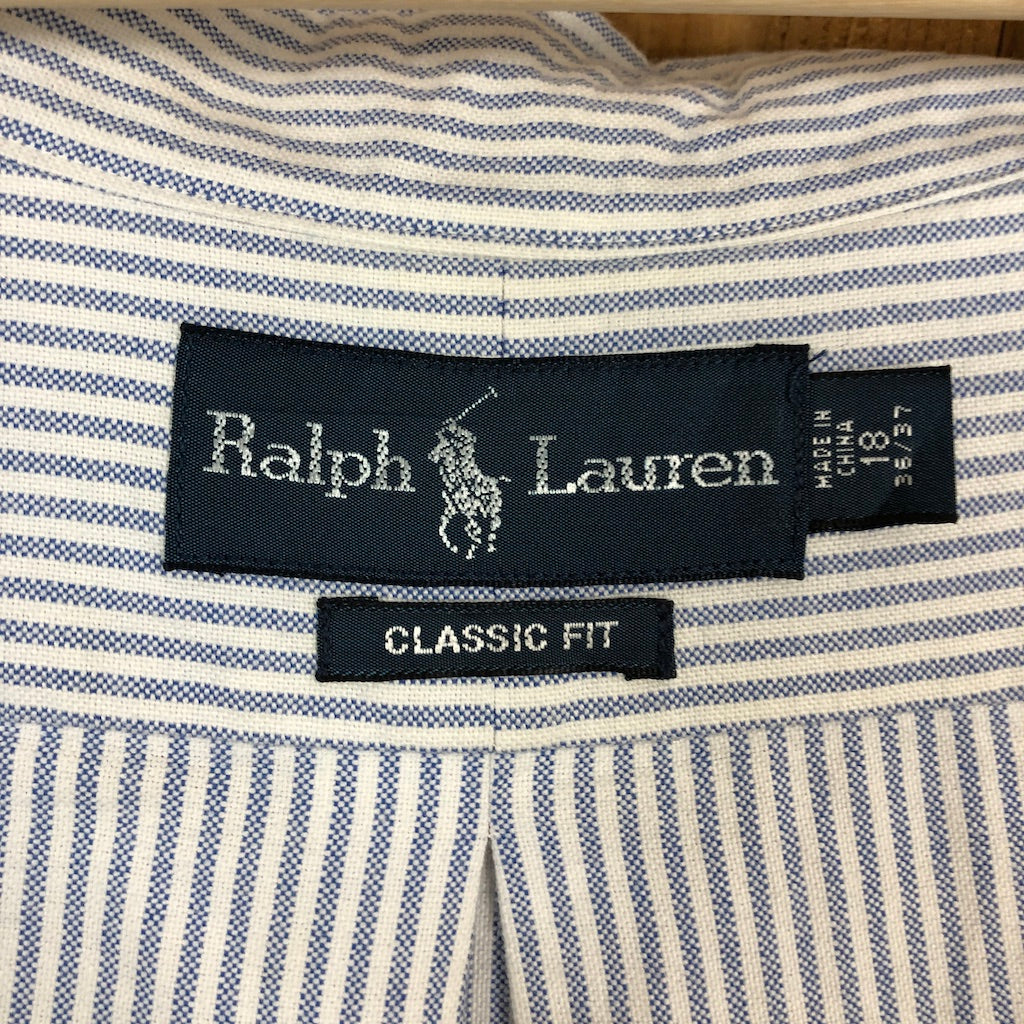 Ralph Lauren
MADE IN
CHINA
18
36/37
CLASSIC FIT